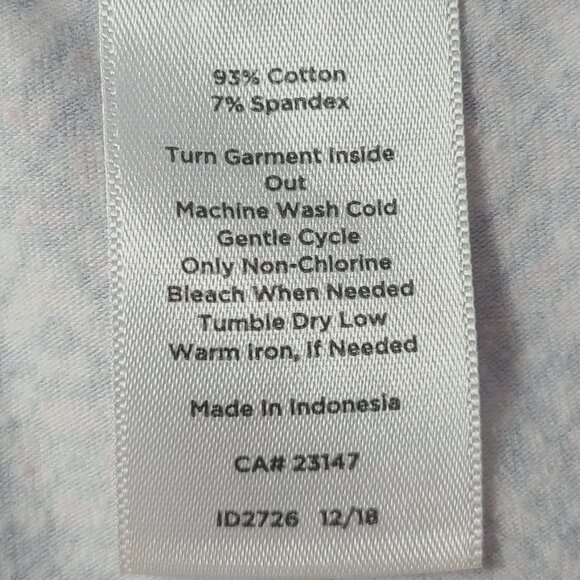 93% Cotton
7% Spandex
Turn Garment Inside
Out
Machine Wash Cold
Gentle Cycle
Only Non-Chlorine
Bleach When Needed
Tumble Dry Low
Warm Iron, If Needed
Made In Indonesia
CA# 23147
ID2726 12/18